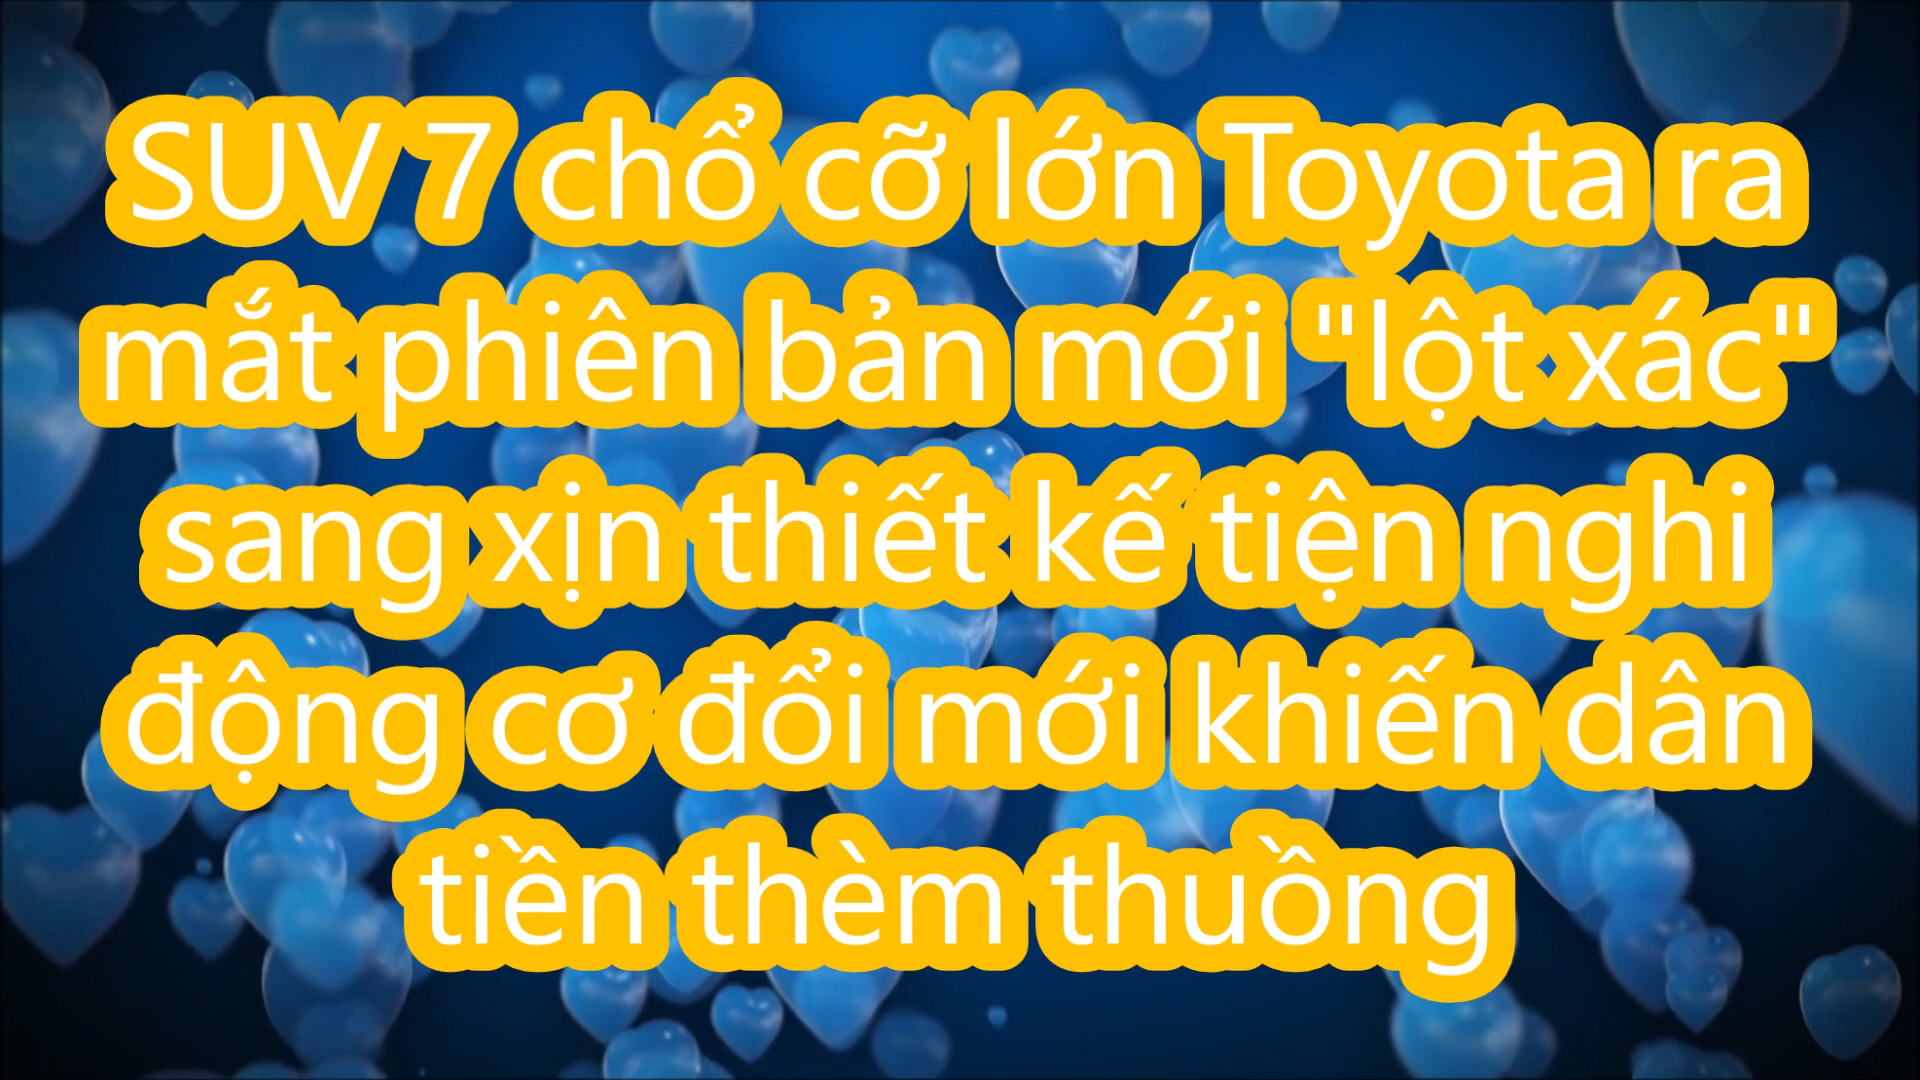 SUV 7 chổ cỡ lớn Toyota ra
mắt phiên bản mới "lột xác"
sang xịn thiết kế tiện nghi
động cơ đổi mới khiến dân
tiền thèm thuồng